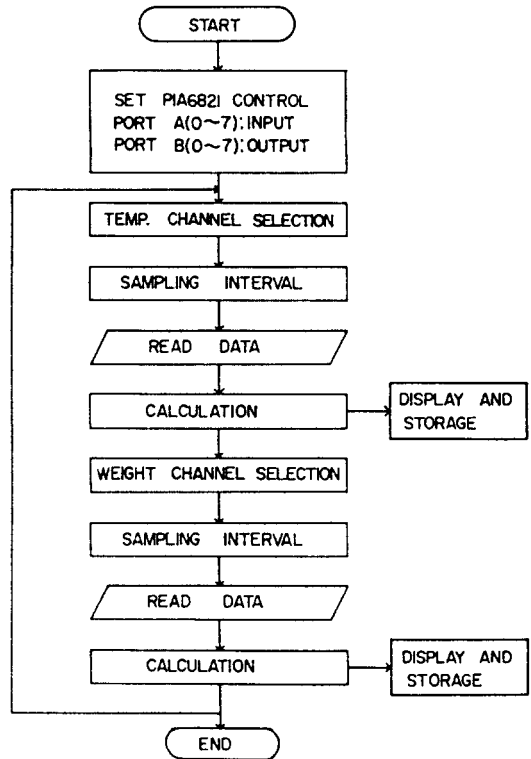 START
SET PIA6821 CONTROL
PORT A(0~7):INPUT
PORT B(0~7):OUTPUT
TEMP. CHANNEL SELECTION
SAMPLING INTERVAL
READ DATA
CALCULATION
DISPLAY AND
STORAGE
WEIGHT CHANNEL SELECTION
SAMPLING INTERVAL
READ DATA
CALCULATION
DISPLAY AND
STORAGE
END